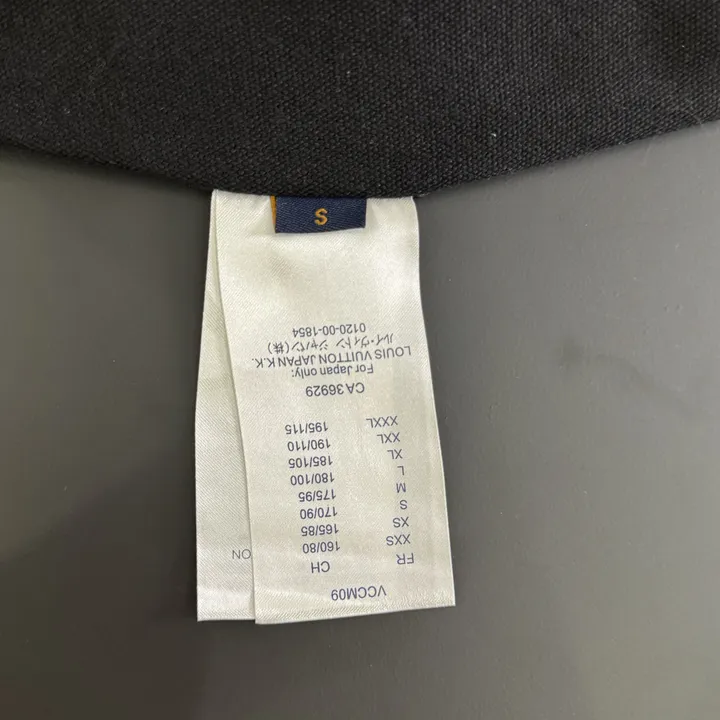 VCCM09
FR CH
XXS 160/80
XS 165/85
S 170/90
M 175/95
L 180/100
XL 185/105
XXL 190/110
XXXL 195/115
CA 36929
For Japan only:
LOUIS VUITTON JAPAN K.K.
ルイ・ヴィトン ジャパン(株)
0120-00-1854
S
ON